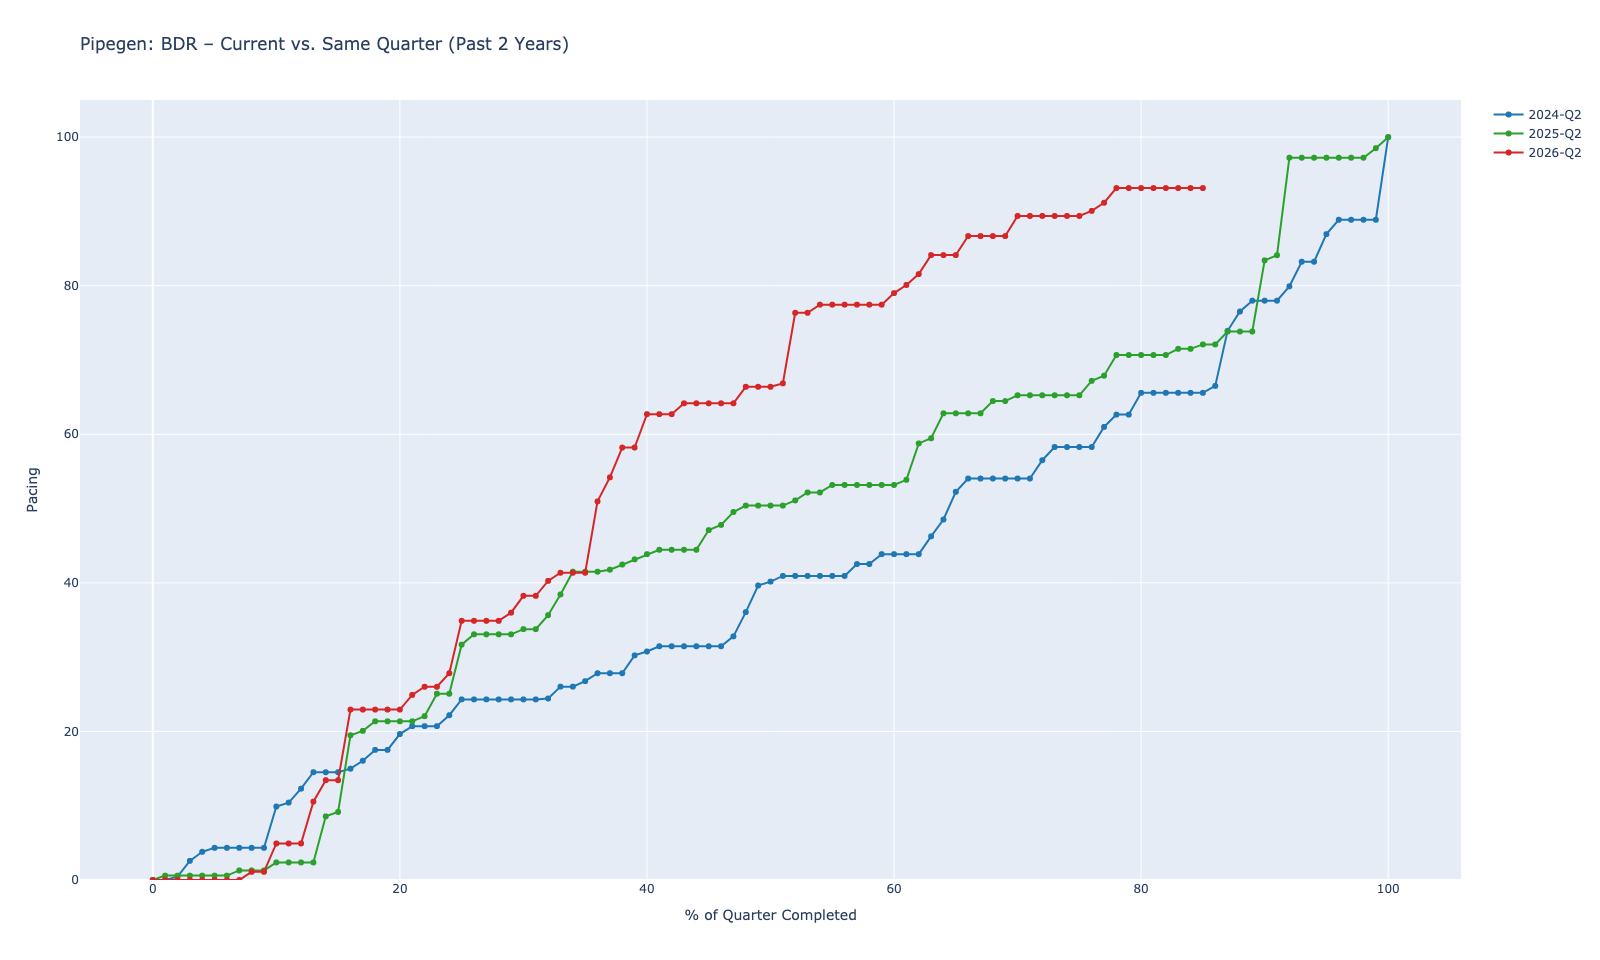 Pipegen: BDR – Current vs. Same Quarter (Past 2 Years)
2024-Q2
2025-Q2
2026-Q2
100
80
60
40
20
0
Pacing
0 20 40 60 80 100
% of Quarter Completed